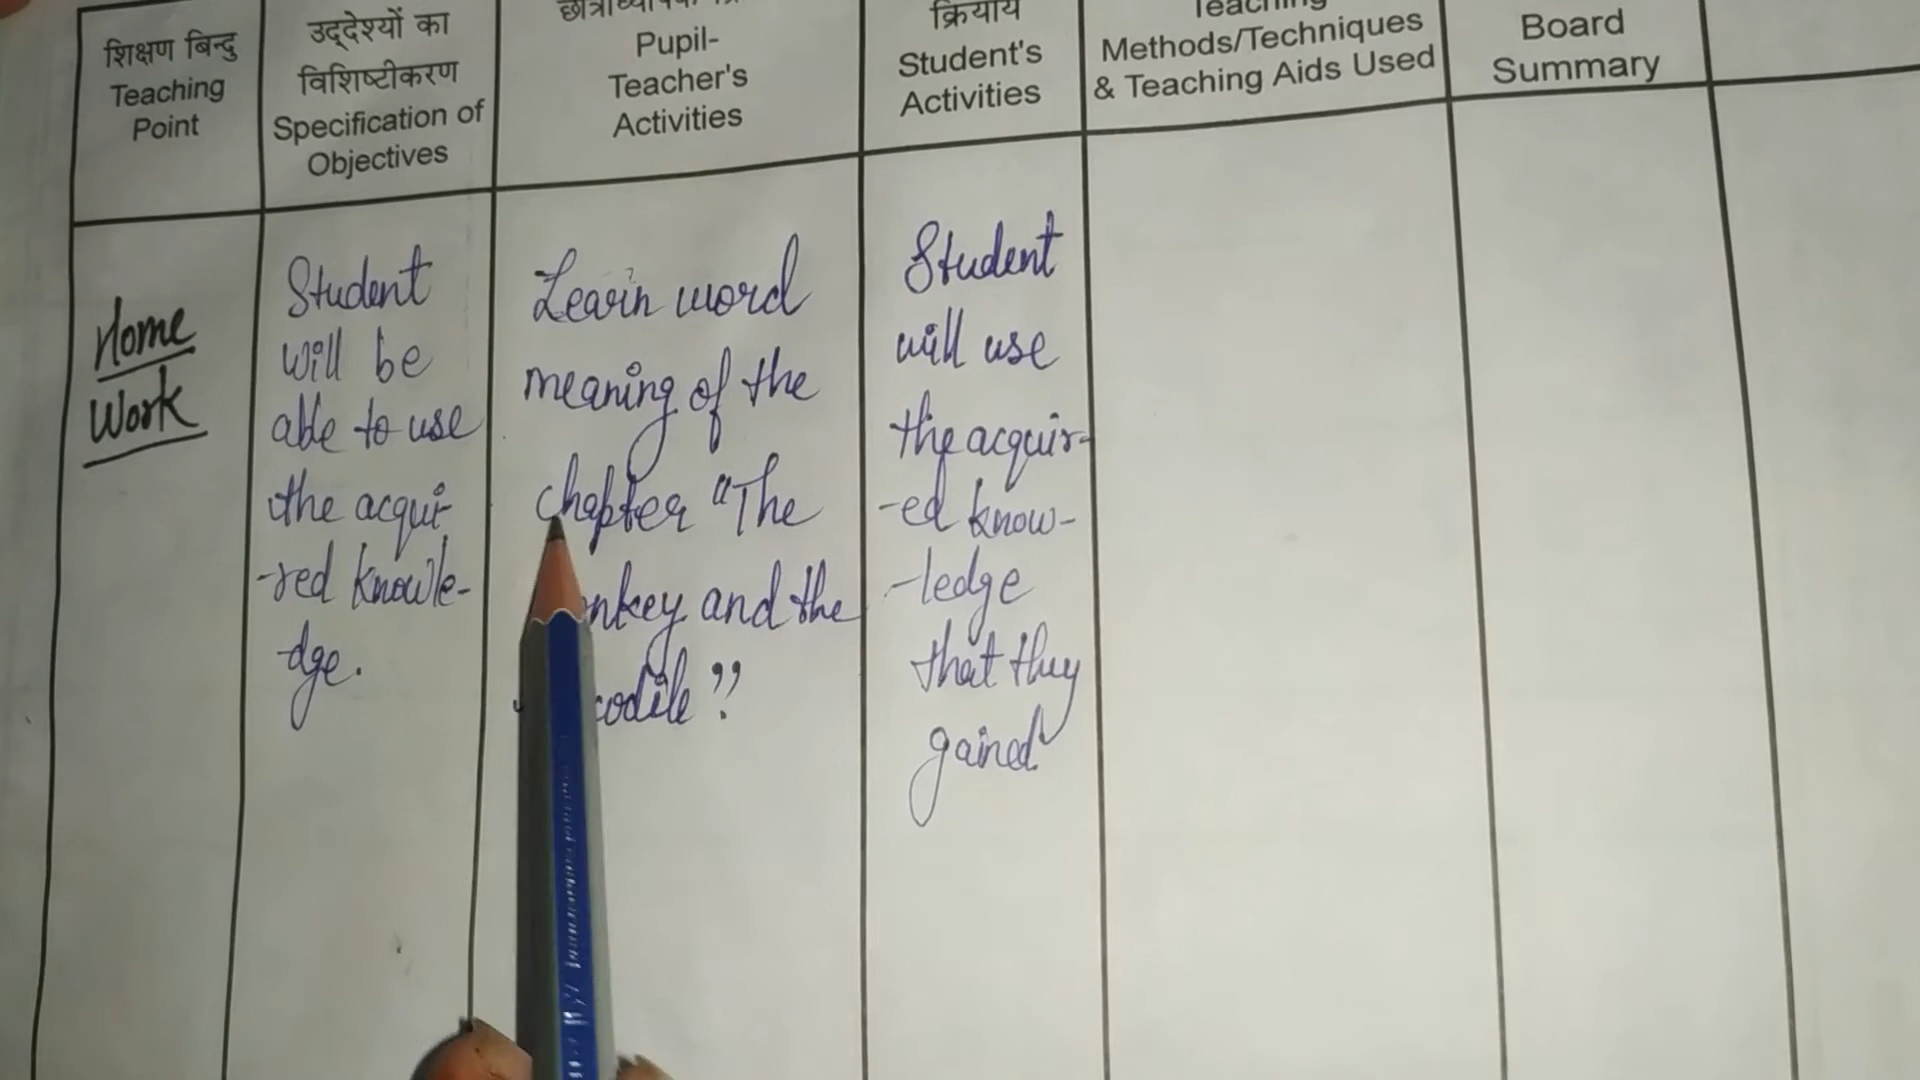 शिक्षण बिन्दु
Teaching
Point
उद्देश्यों का
विशिष्टीकरण
Specification of
Objectives
Pupil-
Teacher's
Activities
क्रियायें
Student's
Activities
Teaching
Methods/Techniques
& Teaching Aids Used
Board
Summary
Home
Work
Student
will be
able to use
the acqui-
-red knowle-
-dge.
Learn word
meaning of the
chapter "The
and the
”
Student
will use
the acquir-
-ed know-
-ledge
that they
gained